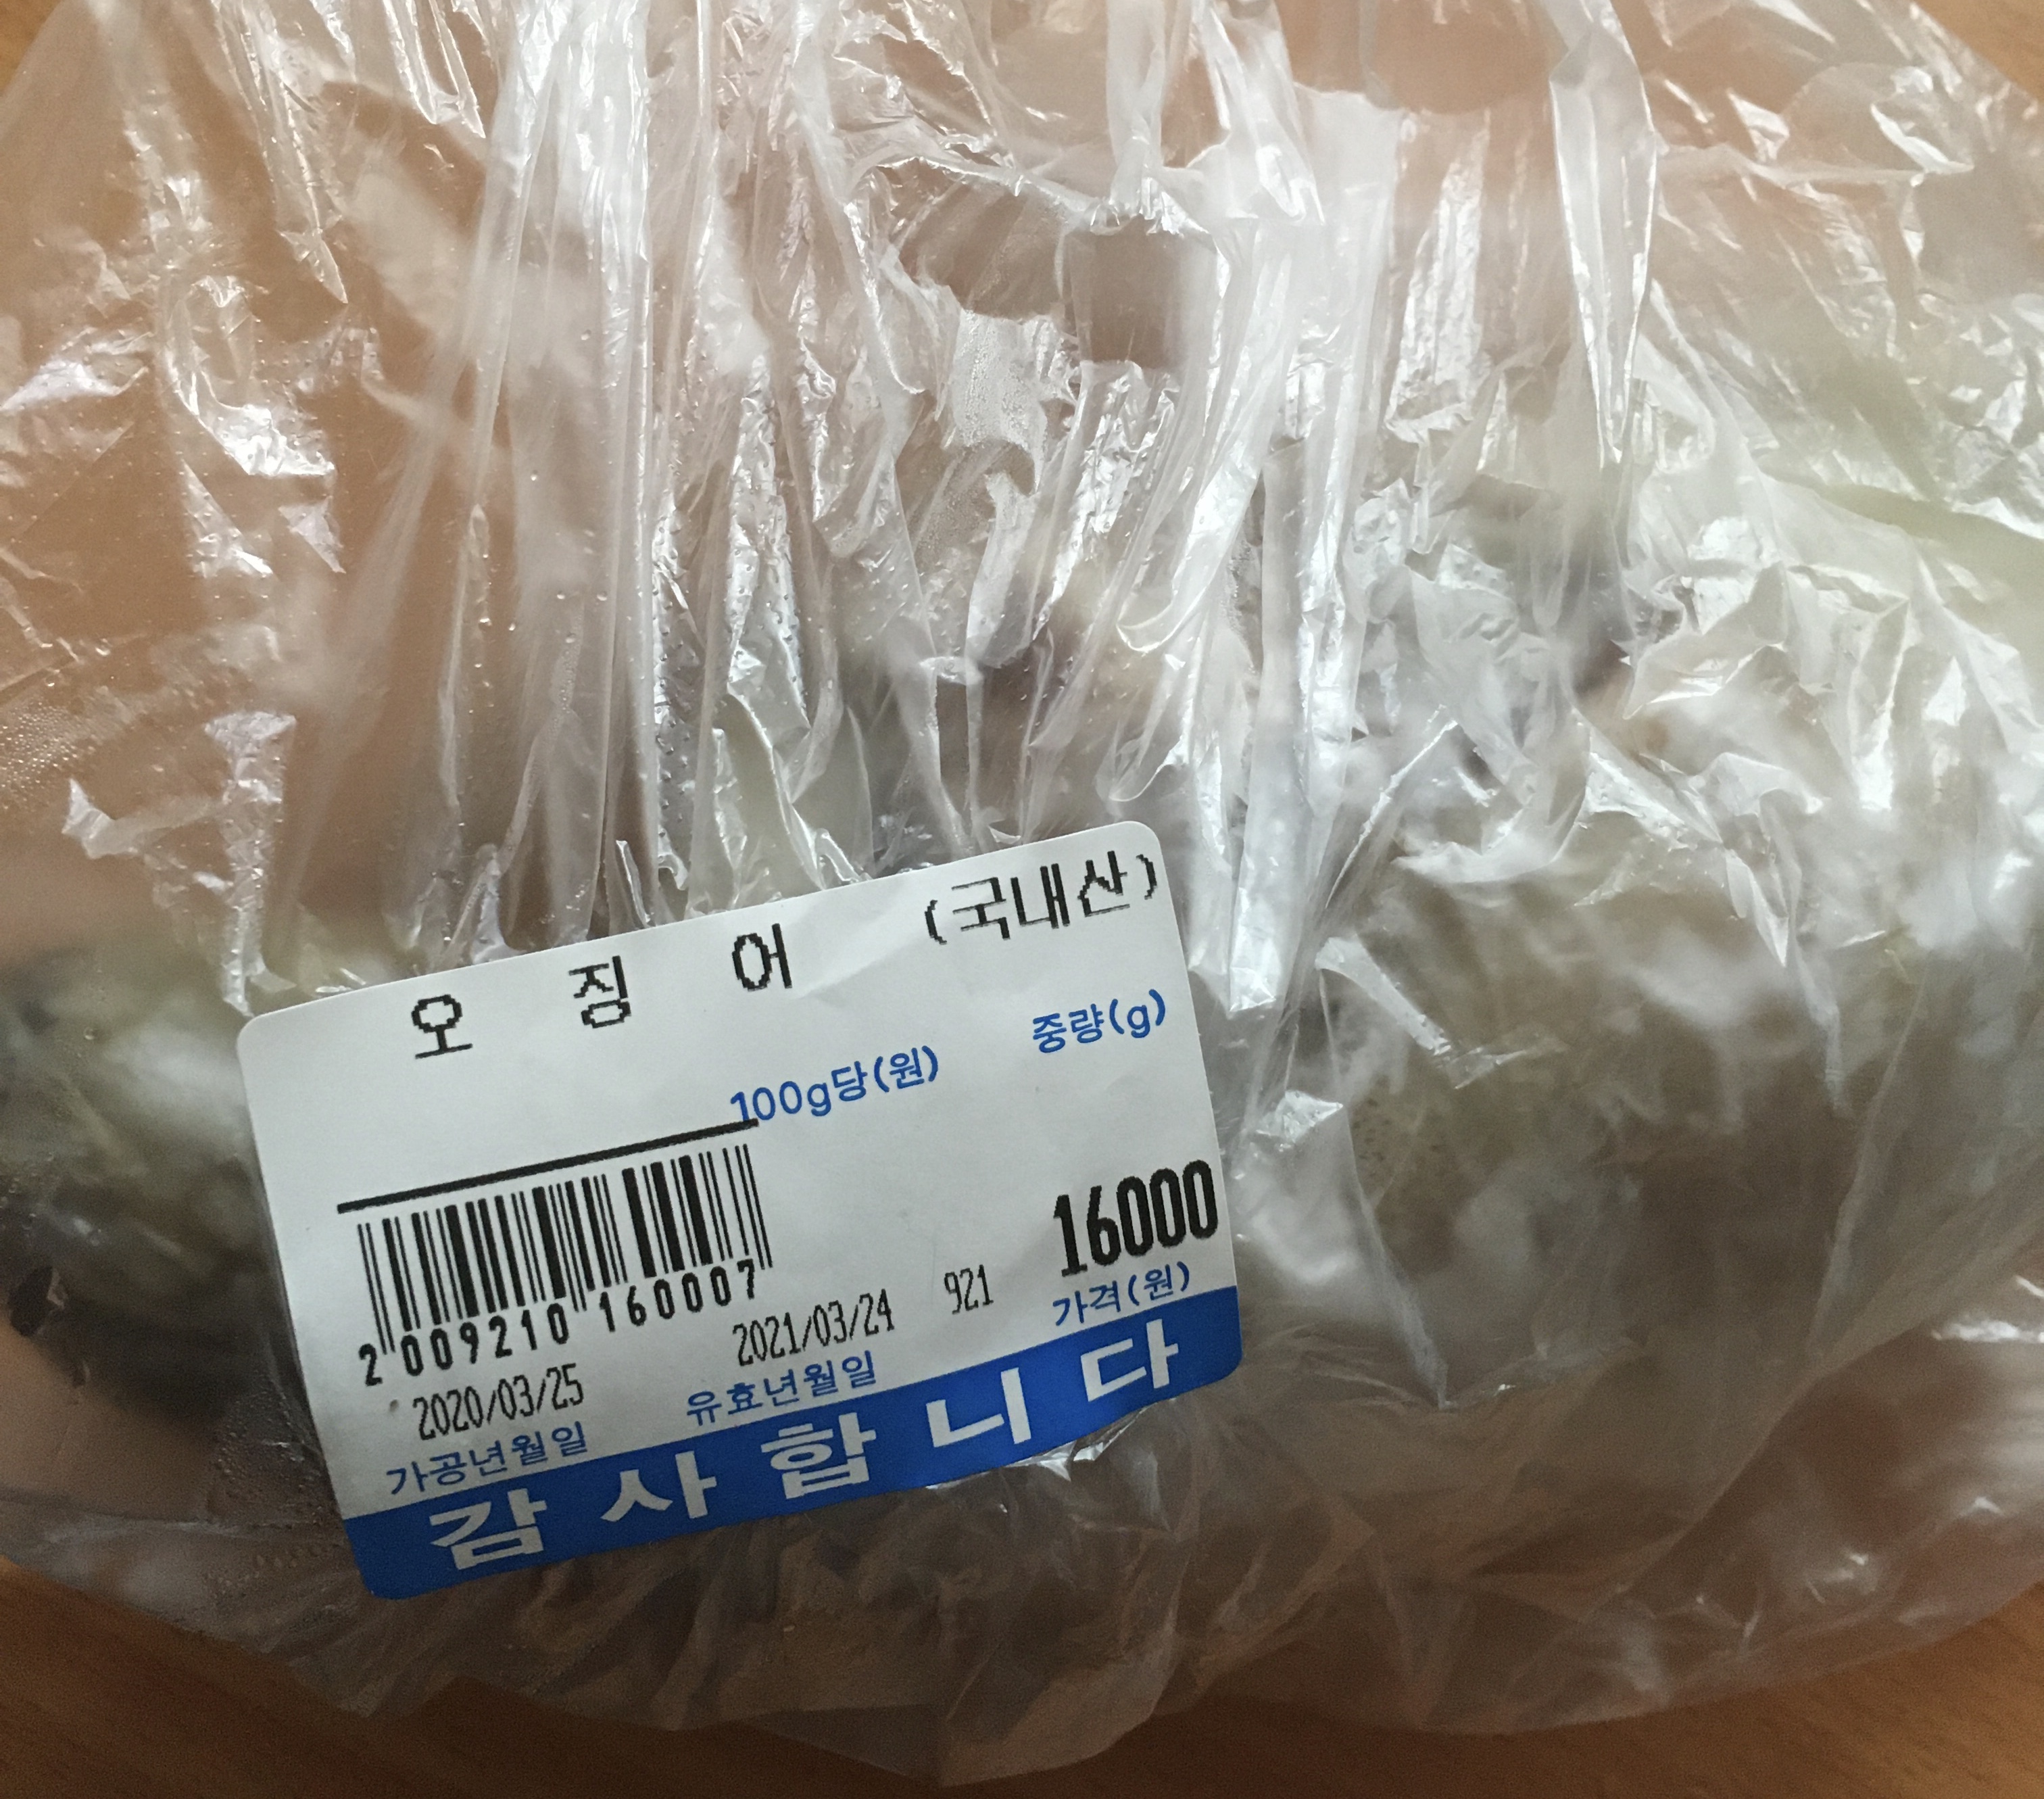 오 징 어 (국내산)
100g당(원) 중량(g)
16000
2 009210 160007
2020/03/25 2021/03/24 921 가격(원)
가공년월일 유효년월일
감사합니다